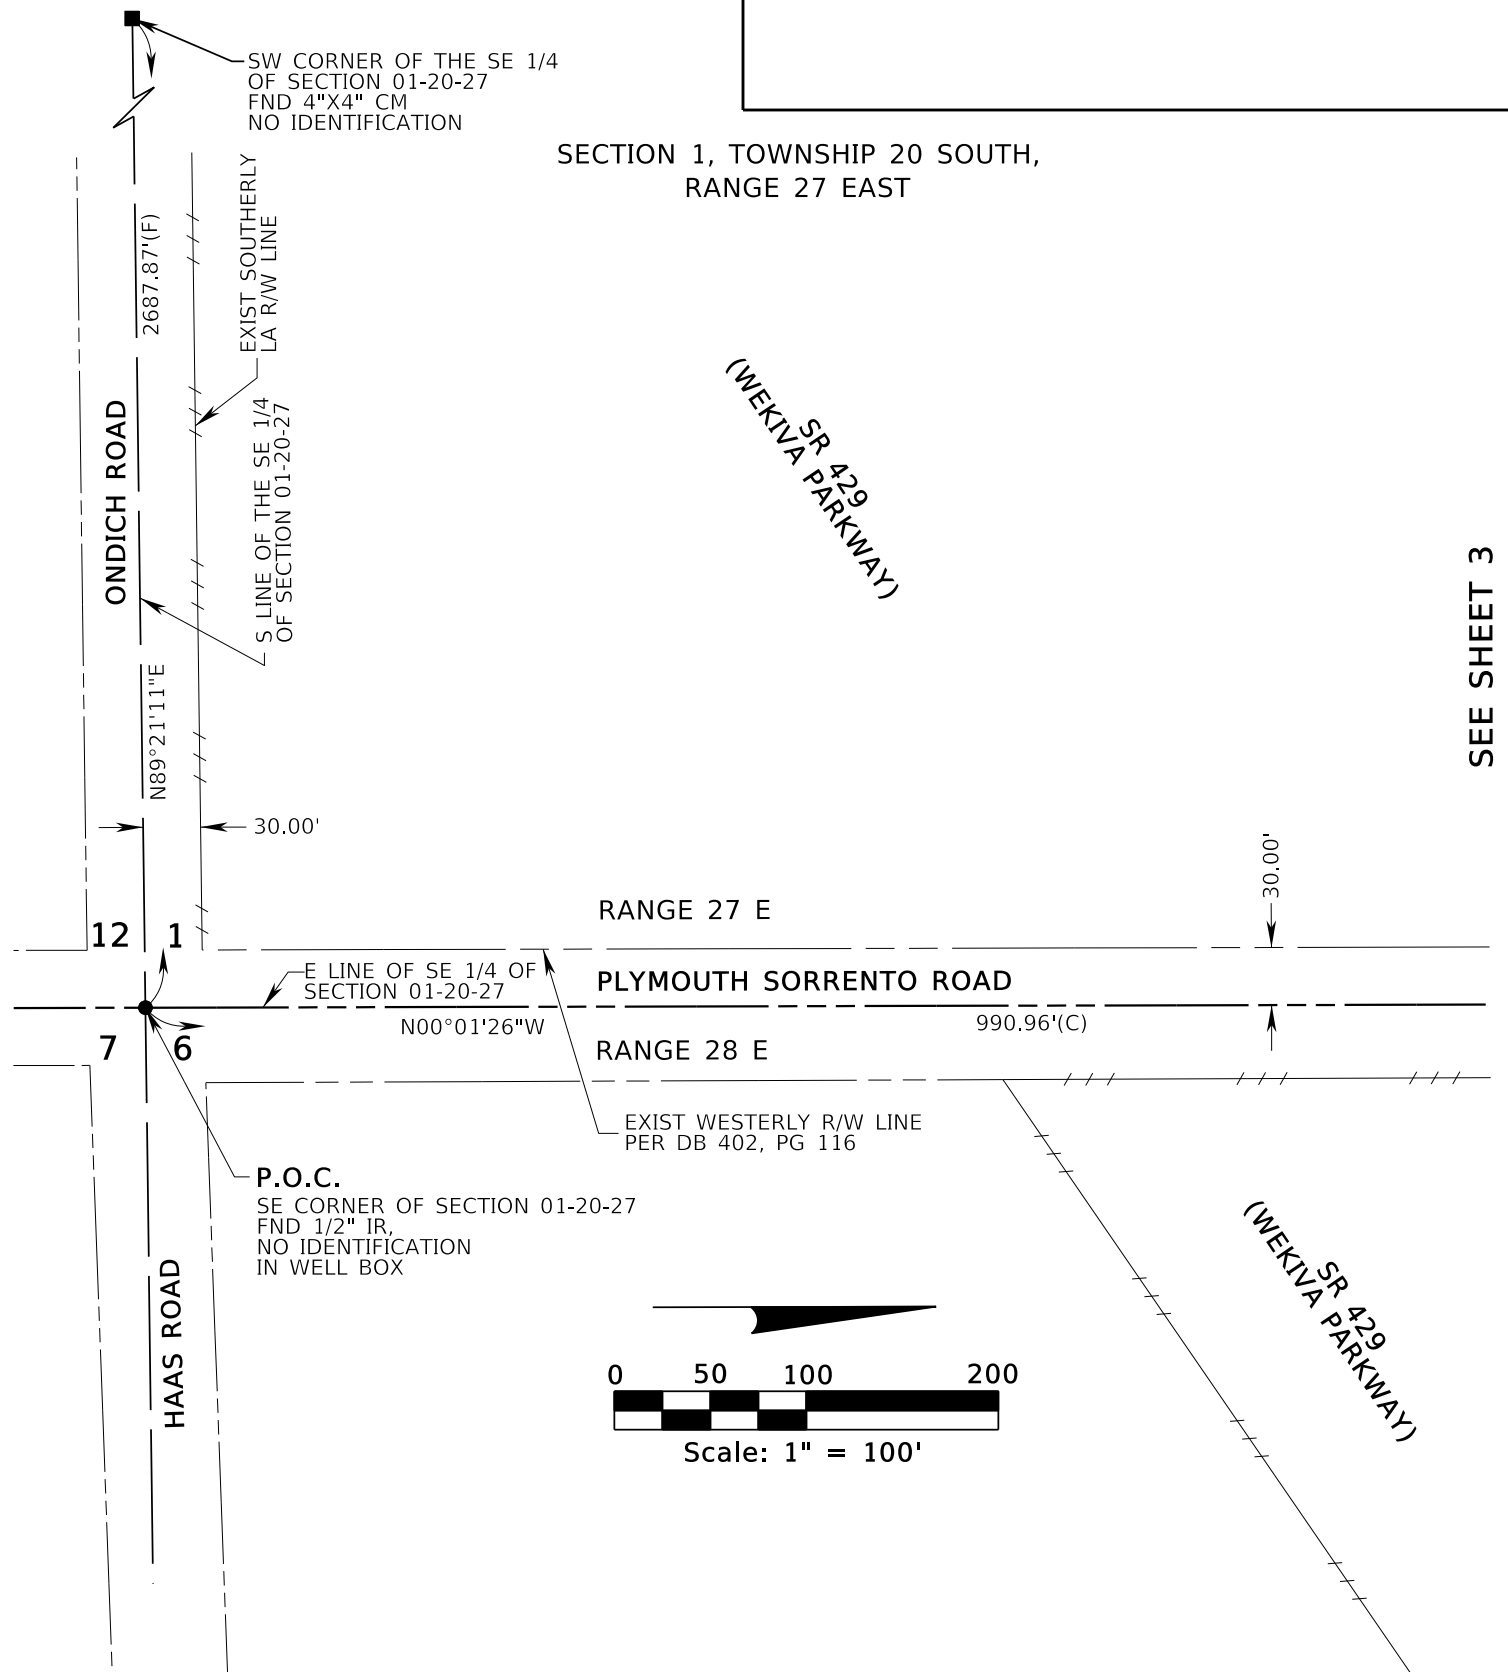 SW CORNER OF THE SE 1/4
OF SECTION 01-20-27
FND 4"X4" CM
NO IDENTIFICATION
SECTION 1, TOWNSHIP 20 SOUTH,
RANGE 27 EAST
2687.87'(F)
EXIST SOUTHERLY
LA R/W LINE
ONDICH ROAD
S LINE OF THE SE 1/4
OF SECTION 01-20-27
N89°21'11"E
SR 429
(WEKIVA PARKWAY)
SEE SHEET 3
30.00'
30.00'
12
1
RANGE 27 E
E LINE OF SE 1/4 OF
SECTION 01-20-27
PLYMOUTH SORRENTO ROAD
N00°01'26"W
990.96'(C)
7
6
RANGE 28 E
EXIST WESTERLY R/W LINE
PER DB 402, PG 116
P.O.C.
SE CORNER OF SECTION 01-20-27
FND 1/2" IR,
NO IDENTIFICATION
IN WELL BOX
HAAS ROAD
SR 429
(WEKIVA PARKWAY)
0 50 100 200
Scale: 1" = 100'